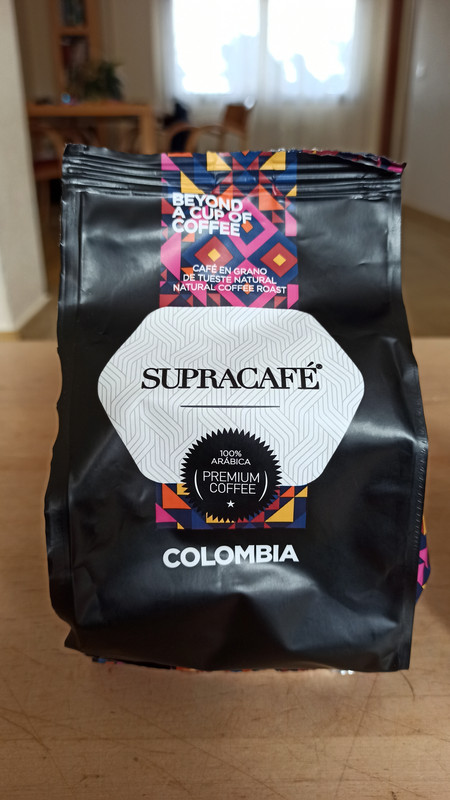 BEYOND
A CUP OF
COFFEE
CAFÉ EN GRANO
DE TUESTE NATURAL
NATURAL COFFEE ROAST
SUPRACAFÉ®
100%
ARÁBICA
PREMIUM
COFFEE
COLOMBIA